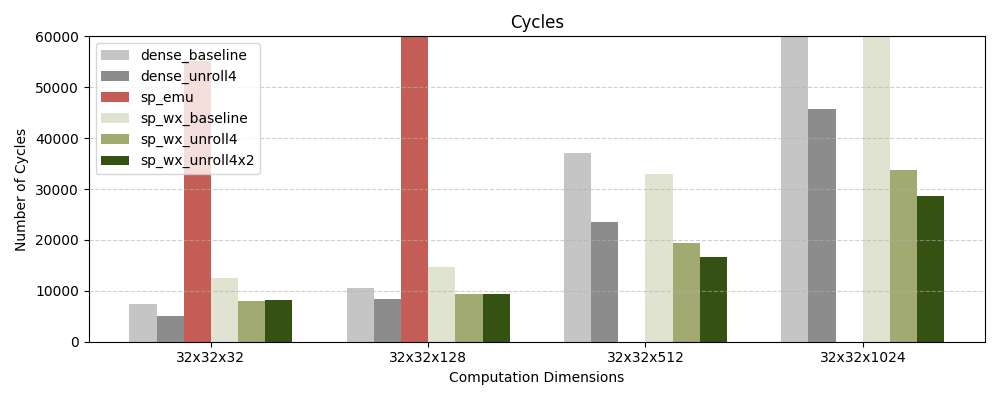 Cycles
60000
50000
40000
30000
20000
10000
0
Number of Cycles
dense_baseline
dense_unroll4
sp_emu
sp_wx_baseline
sp_wx_unroll4
sp_wx_unroll4x2
32x32x32
32x32x128
32x32x512
32x32x1024
Computation Dimensions